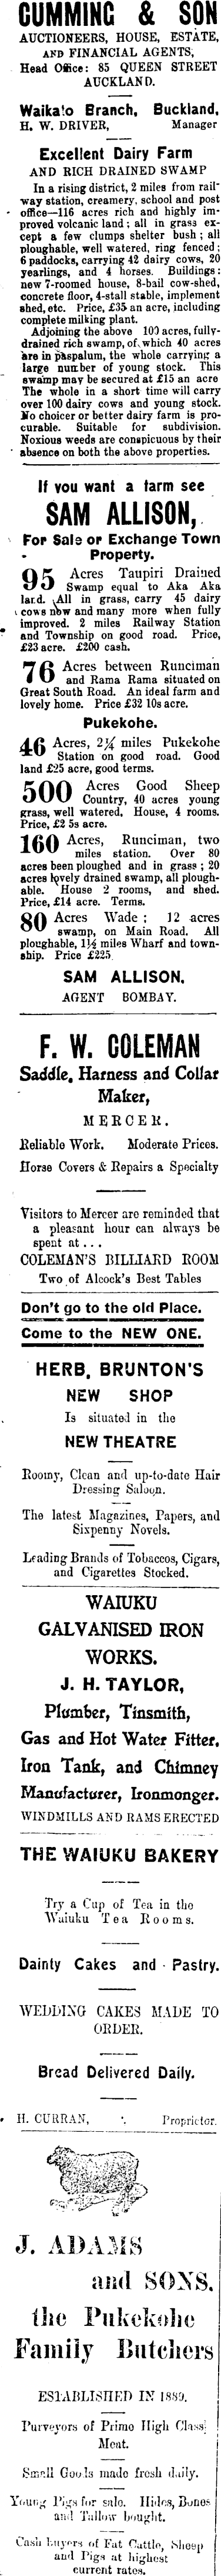 CUMMING & SON
AUCTIONEERS, HOUSE, ESTATE,
AND FINANCIAL AGENTS,
Head Office: 85 QUEEN STREET
AUCKLAND.
Waikato Branch, Buckland,
H. W. DRIVER, Manager
Excellent Dairy Farm
AND RICH DRAINED SWAMP
In a rising district, 2 miles from rail-
way station, creamery, school and post
office—116 acres rich and highly im-
proved volcanic land ; all in grass ex-
cept a few clumps shelter bush ; all
ploughable, well watered, ring fenced ;
6 paddocks, carrying 42 dairy cows, 20
yearlings, and 4 horses. Buildings:
new 7-roomed house, 8-bail cow-shed,
concrete floor, 4-stall stable, implement
shed, etc. Price, £35 an acre, including
complete milking plant.
Adjoining the above 100 acres, fully-
drained rich swamp, of which 40 acres
are in paspalum, the whole carrying a
large number of young stock. This
swamp may be secured at £15 an acre
The whole in a short time will carry
over 100 dairy cows and young stock.
No choicer or better dairy farm is pro-
curable. Suitable for subdivision.
Noxious weeds are conspicuous by their
absence on both the above properties.
If you want a farm see
SAM ALLISON,
For Sale or Exchange Town
Property.
95 Acres Taupiri Drained
Swamp equal to Aka Aka
land. All in grass, carry 45 dairy
cows now and many more when fully
improved. 2 miles Railway Station
and Township on good road. Price,
£23 acre. £200 cash.
76 Acres between Runciman
and Rama Rama situated on
Great South Road. An ideal farm and
lovely home. Price £32 10s acre.
Pukekohe.
46 Acres, 2¼ miles Pukekohe
Station on good road. Good
land £25 acre, good terms.
500 Acres Good Sheep
Country, 40 acres young
grass, well watered, House, 4 rooms.
Price, £2 5s acre.
160 Acres, Runciman, two
miles station. Over 80
acres been ploughed and in grass ; 20
acres lovely drained swamp, all plough-
able. House 2 rooms, and shed.
Price, £14 acre. Terms.
80 Acres Wade ; 12 acres
swamp, on Main Road. All
ploughable, 1½ miles Wharf and town-
ship. Price £225
SAM ALLISON,
AGENT BOMBAY.
F. W. COLEMAN
Saddle, Harness and Collar
Maker,
MERCER.
Reliable Work. Moderate Prices.
Horse Covers & Repairs a Specialty
Visitors to Mercer are reminded that
a pleasant hour can always be
spent at . . .
COLEMAN'S BILLIARD ROOM
Two of Alcock's Best Tables
Don't go to the old Place.
Come to the NEW ONE.
HERB. BRUNTON'S
NEW SHOP
Is situated in the
NEW THEATRE
Roomy, Clean and up-to-date Hair
Dressing Saloon.
The latest Magazines, Papers, and
Sixpenny Novels.
Leading Brands of Tobaccos, Cigars,
and Cigarettes Stocked.
WAIUKU
GALVANISED IRON
WORKS.
J. H. TAYLOR,
Plumber, Tinsmith,
Gas and Hot Water Fitter,
Iron Tank, and Chimney
Manufacturer, Ironmonger.
WINDMILLS AND RAMS ERECTED
THE WAIUKU BAKERY
Try a Cup of Tea in the
Waiuku Tea Rooms.
Dainty Cakes and Pastry.
WEDDING CAKES MADE TO
ORDER.
Bread Delivered Daily.
H. CURRAN, Proprietor.
J. ADAMS
and SONS.
the Pukekohe
Family Butchers
ESTABLISHED IN 1889.
Purveyors of Prime High Class
Meat.
Small Goods made fresh daily.
Young Pigs for sale. Hides, Bones
and Tallow bought.
Cash buyers of Fat Cattle, Sheep
and Pigs at highest
current rates.